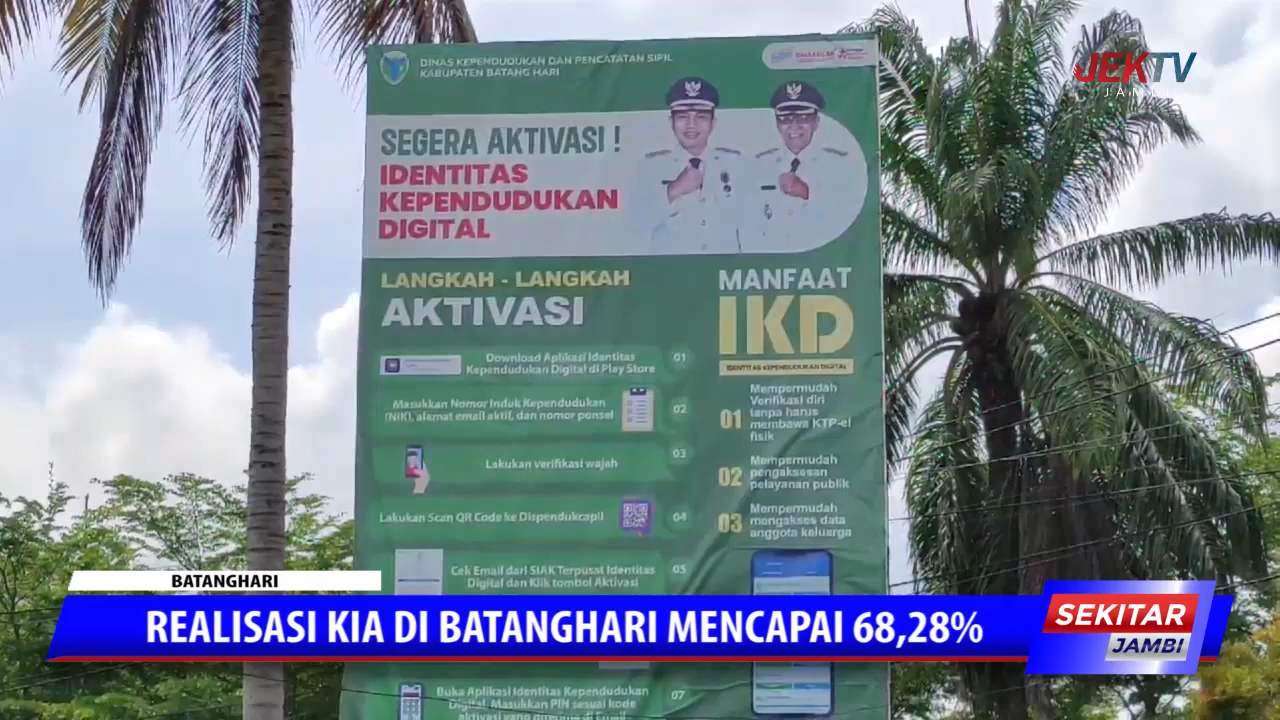 DINAS KEPENDUDUKAN DAN PENCATATAN SIPIL
KABUPATEN BATANG HARI
JEKTV
JAMBI
SEGERA AKTIVASI !
IDENTITAS
KEPENDUDUKAN
DIGITAL
LANGKAH - LANGKAH
AKTIVASI
Download Aplikasi Identitas
Kependudukan Digital di Play Store
01
Masukkan Nomor Induk Kependudukan
(NIK), alamat email aktif, dan nomor ponsel
02
Lakukan verifikasi wajah
03
Lakukan Scan QR Code ke Dispendukcapil
04
Cek Email dari SIAK Terpusat Identitas
Digital dan Klik tombol Aktivasi
05
Buka Aplikasi Identitas Kependudukan
Digital, Masukkan PIN sesuai kode
aktivasi yang di Email
07
MANFAAT
IKD
IDENTITAS KEPENDUDUKAN DIGITAL
01
Mempermudah
Verifikasi diri
tanpa harus
membawa KTP-el
fisik
02
Mempermudah
pengaksesan
pelayanan publik
03
Mempermudah
mengakses data
anggota keluarga
BATANGHARI
REALISASI KIA DI BATANGHARI MENCAPAI 68,28%
SEKITAR
JAMBI